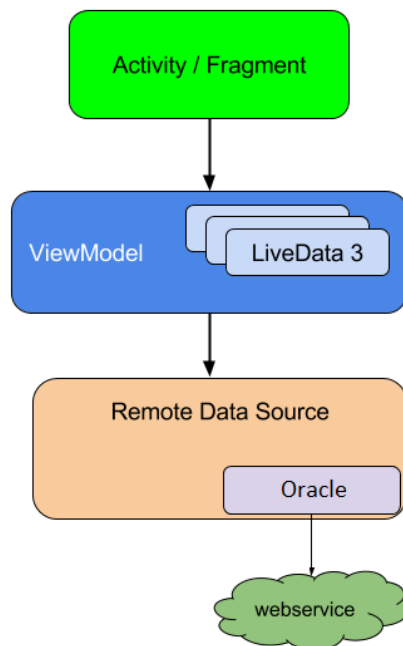 Activity / Fragment
ViewModel
LiveData 3
Remote Data Source
Oracle
webservice